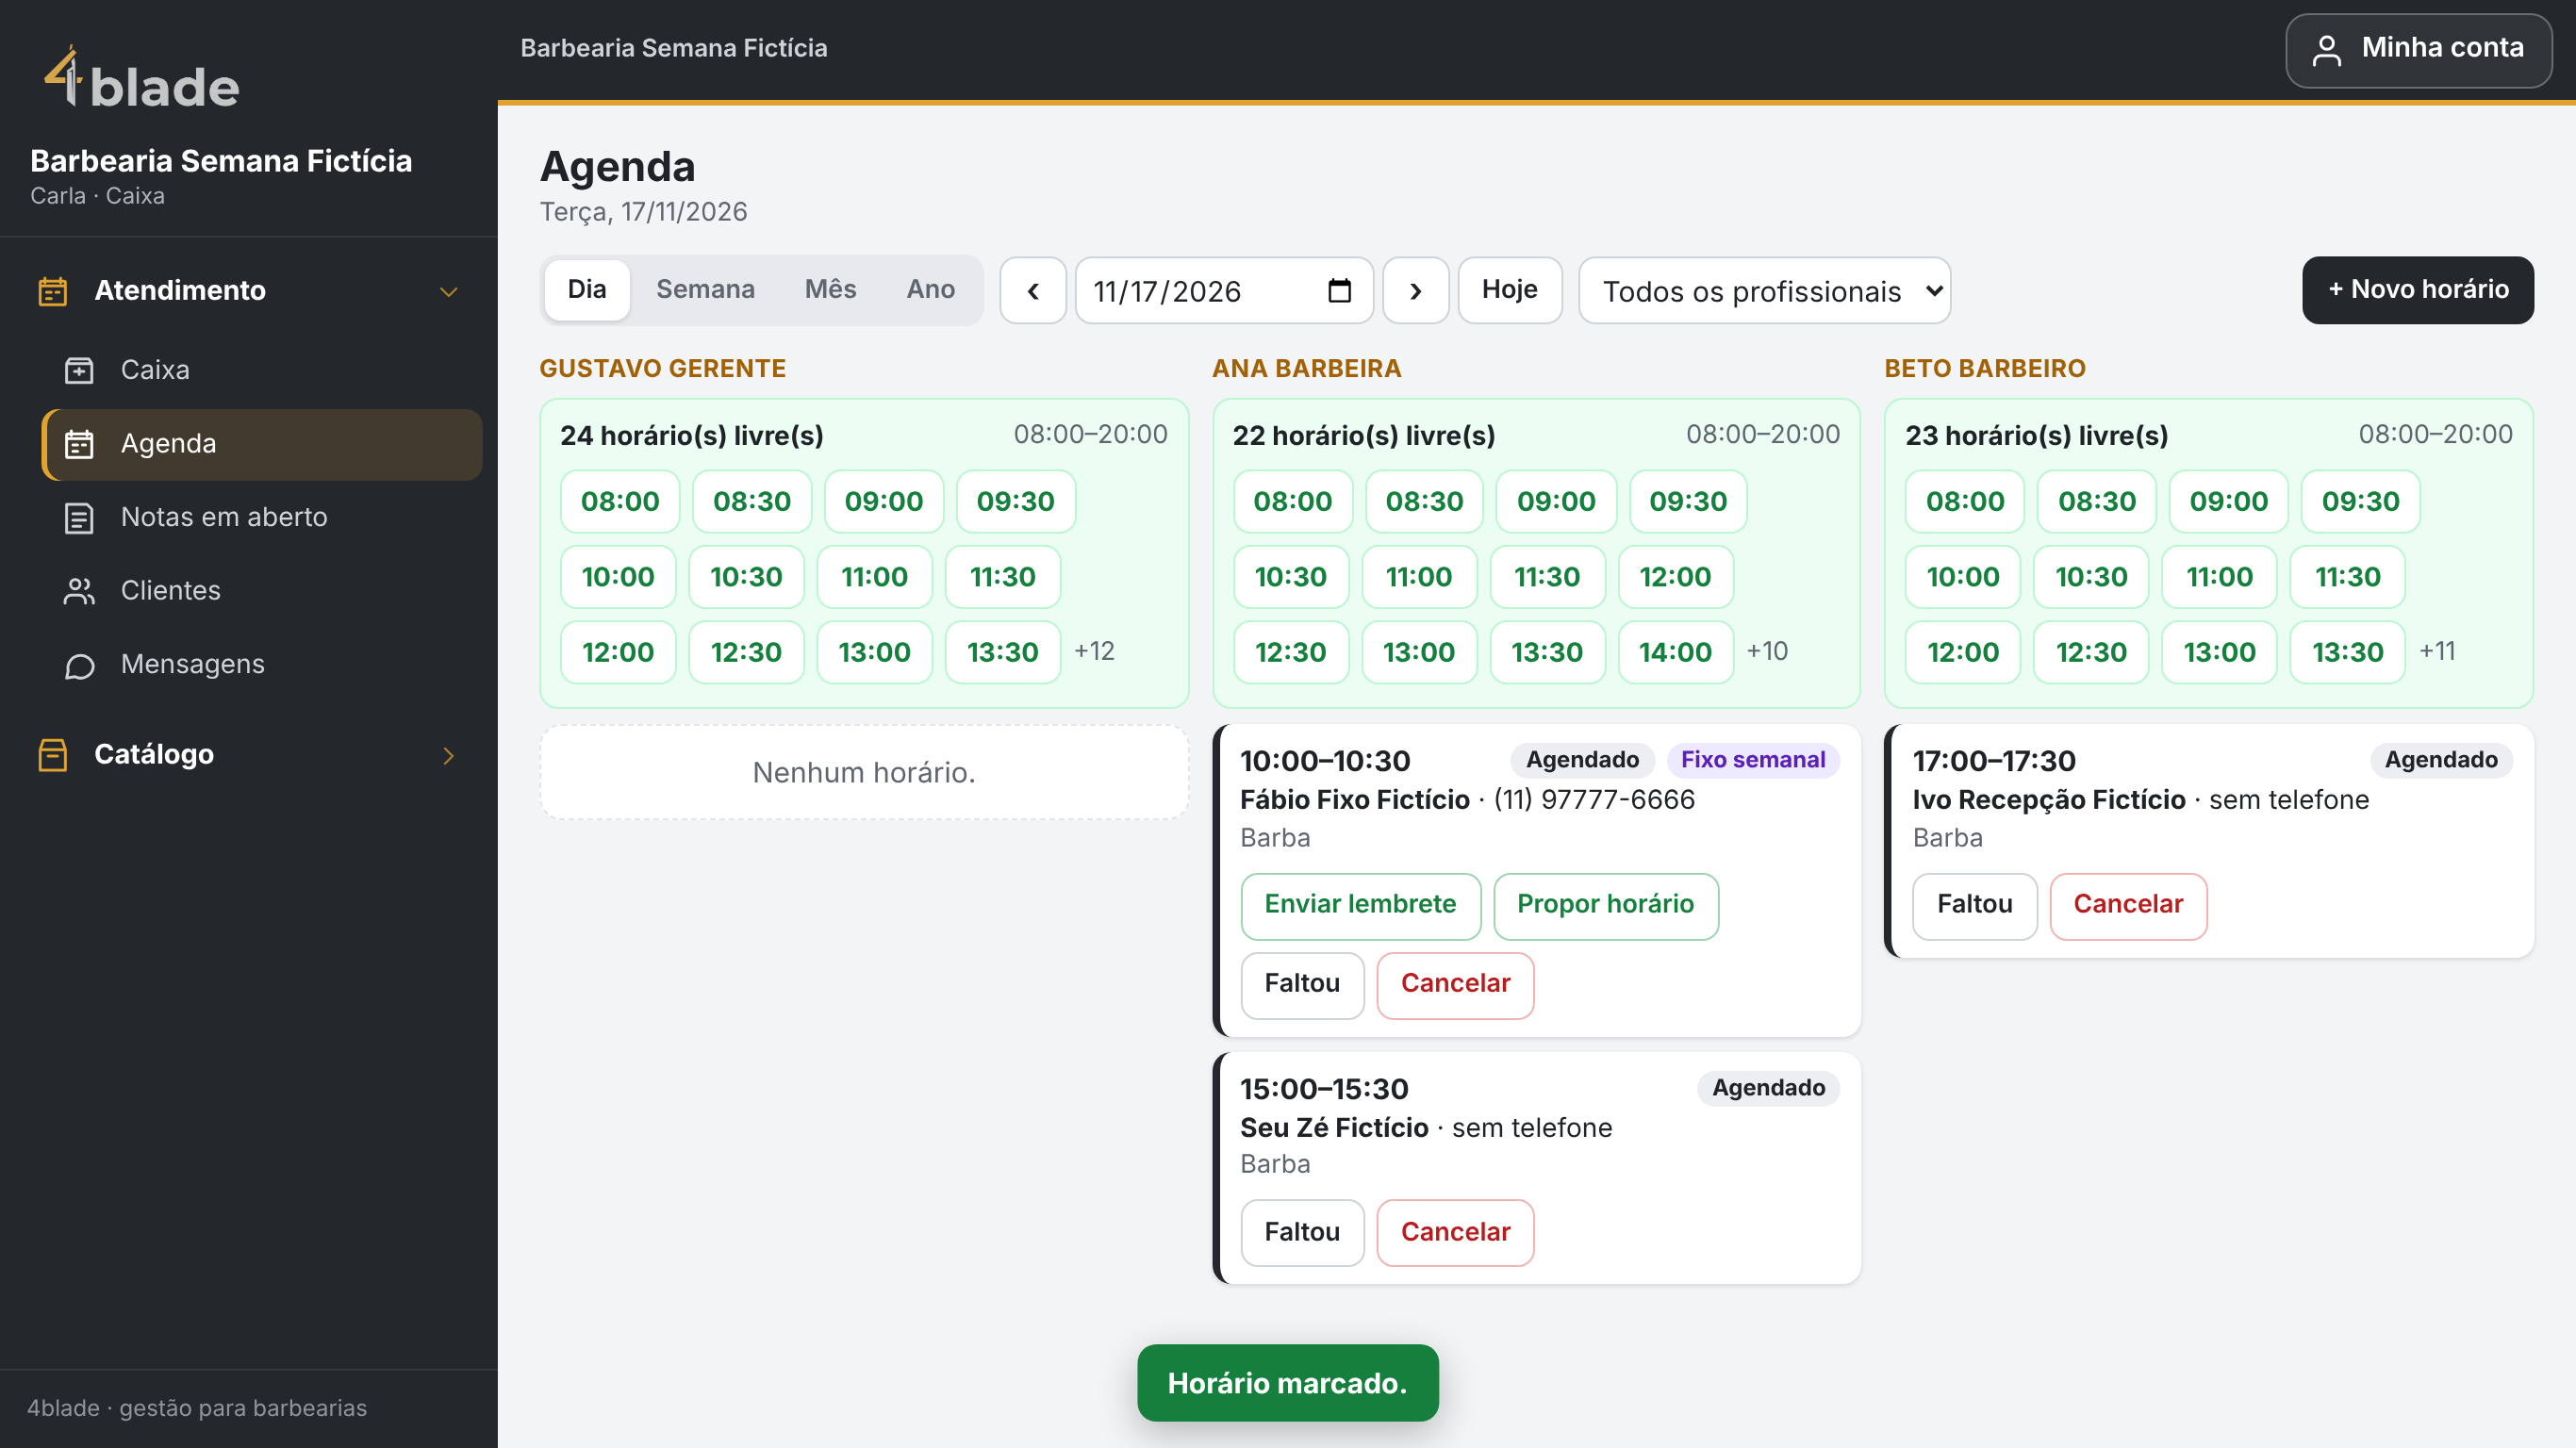 4blade
Barbearia Semana Fictícia
Carla · Caixa
Atendimento
Caixa
Agenda
Notas em aberto
Clientes
Mensagens
Catálogo
4blade · gestão para barbearias
Barbearia Semana Fictícia
Minha conta
Agenda
Terça, 17/11/2026
Dia Semana Mês Ano ‹ 11/17/2026 › Hoje Todos os profissionais + Novo horário
GUSTAVO GERENTE
24 horário(s) livre(s) 08:00–20:00
08:00 08:30 09:00 09:30
10:00 10:30 11:00 11:30
12:00 12:30 13:00 13:30 +12
Nenhum horário.
ANA BARBEIRA
22 horário(s) livre(s) 08:00–20:00
08:00 08:30 09:00 09:30
10:30 11:00 11:30 12:00
12:30 13:00 13:30 14:00 +10
10:00–10:30 Agendado Fixo semanal
Fábio Fixo Fictício · (11) 97777-6666
Barba
Enviar lembrete Propor horário
Faltou Cancelar
15:00–15:30 Agendado
Seu Zé Fictício · sem telefone
Barba
Faltou Cancelar
BETO BARBEIRO
23 horário(s) livre(s) 08:00–20:00
08:00 08:30 09:00 09:30
10:00 10:30 11:00 11:30
12:00 12:30 13:00 13:30 +11
17:00–17:30 Agendado
Ivo Recepção Fictício · sem telefone
Barba
Faltou Cancelar
Horário marcado.